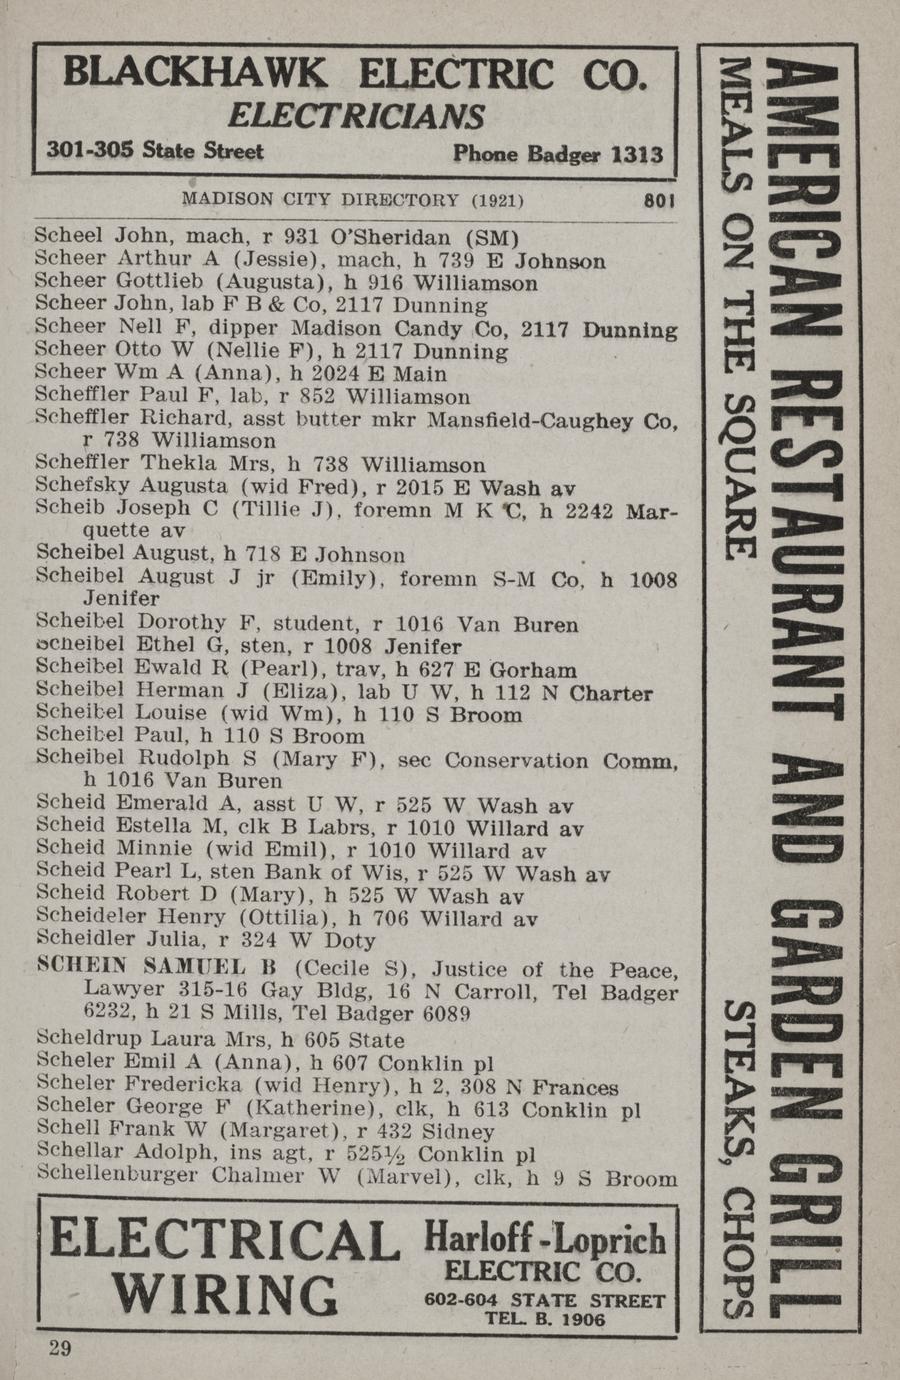 BLACKHAWK ELECTRIC CO.
ELECTRICIANS
301-305 State Street Phone Badger 1313
MADISON CITY DIRECTORY (1921) 801
Scheel John, mach, r 931 O'Sheridan (SM)
Scheer Arthur A (Jessie), mach, h 739 E Johnson
Scheer Gottlieb (Augusta), h 916 Williamson
Scheer John, lab F B & Co, 2117 Dunning
Scheer Nell F, dipper Madison Candy Co, 2117 Dunning
Scheer Otto W (Nellie F), h 2117 Dunning
Scheer Wm A (Anna), h 2024 E Main
Scheffler Paul F, lab, r 852 Williamson
Scheffler Richard, asst butter mkr Mansfield-Caughey Co,
r 738 Williamson
Scheffler Thekla Mrs, h 738 Williamson
Schefsky Augusta (wid Fred), r 2015 E Wash av
Scheib Joseph C (Tillie J), foremn M K C, h 2242 Mar-
quette av
Scheibel August, h 718 E Johnson
Scheibel August J jr (Emily), foremn S-M Co, h 1008
Jenifer
Scheibel Dorothy F, student, r 1016 Van Buren
Scheibel Ethel G, sten, r 1008 Jenifer
Scheibel Ewald R (Pearl), trav, h 627 E Gorham
Scheibel Herman J (Eliza), lab U W, h 112 N Charter
Scheibel Louise (wid Wm), h 110 S Broom
Scheibel Paul, h 110 S Broom
Scheibel Rudolph S (Mary F), sec Conservation Comm,
h 1016 Van Buren
Scheid Emerald A, asst U W, r 525 W Wash av
Scheid Estella M, clk B Labrs, r 1010 Willard av
Scheid Minnie (wid Emil), r 1010 Willard av
Scheid Pearl L, sten Bank of Wis, r 525 W Wash av
Scheid Robert D (Mary), h 525 W Wash av
Scheideler Henry (Ottilia), h 706 Willard av
Scheidler Julia, r 324 W Doty
SCHEIN SAMUEL B (Cecile S), Justice of the Peace,
Lawyer 315-16 Gay Bldg, 16 N Carroll, Tel Badger
6232, h 21 S Mills, Tel Badger 6089
Scheldrup Laura Mrs, h 605 State
Scheler Emil A (Anna), h 607 Conklin pl
Scheler Fredericka (wid Henry), h 2, 308 N Frances
Scheler George F (Katherine), clk, h 613 Conklin pl
Schell Frank W (Margaret), r 432 Sidney
Schellar Adolph, ins agt, r 525½ Conklin pl
Schellenburger Chalmer W (Marvel), clk, h 9 S Broom
ELECTRICAL
WIRING
Harloff-Loprich
ELECTRIC CO.
602-604 STATE STREET
TEL. B. 1906
29
AMERICAN RESTAURANT AND GARDEN GRILL
MEALS ON THE SQUARE STEAKS, CHOPS